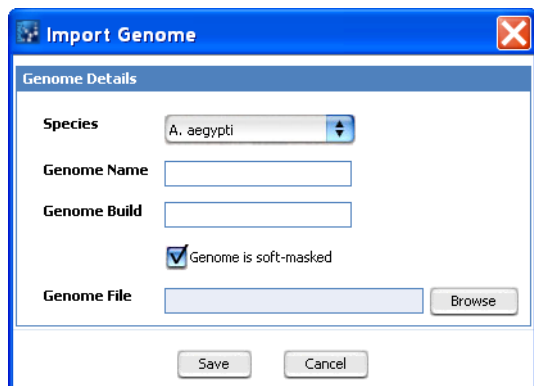 Import Genome
Genome Details
Species A. aegypti
Genome Name
Genome Build
Genome is soft-masked
Genome File Browse
Save Cancel